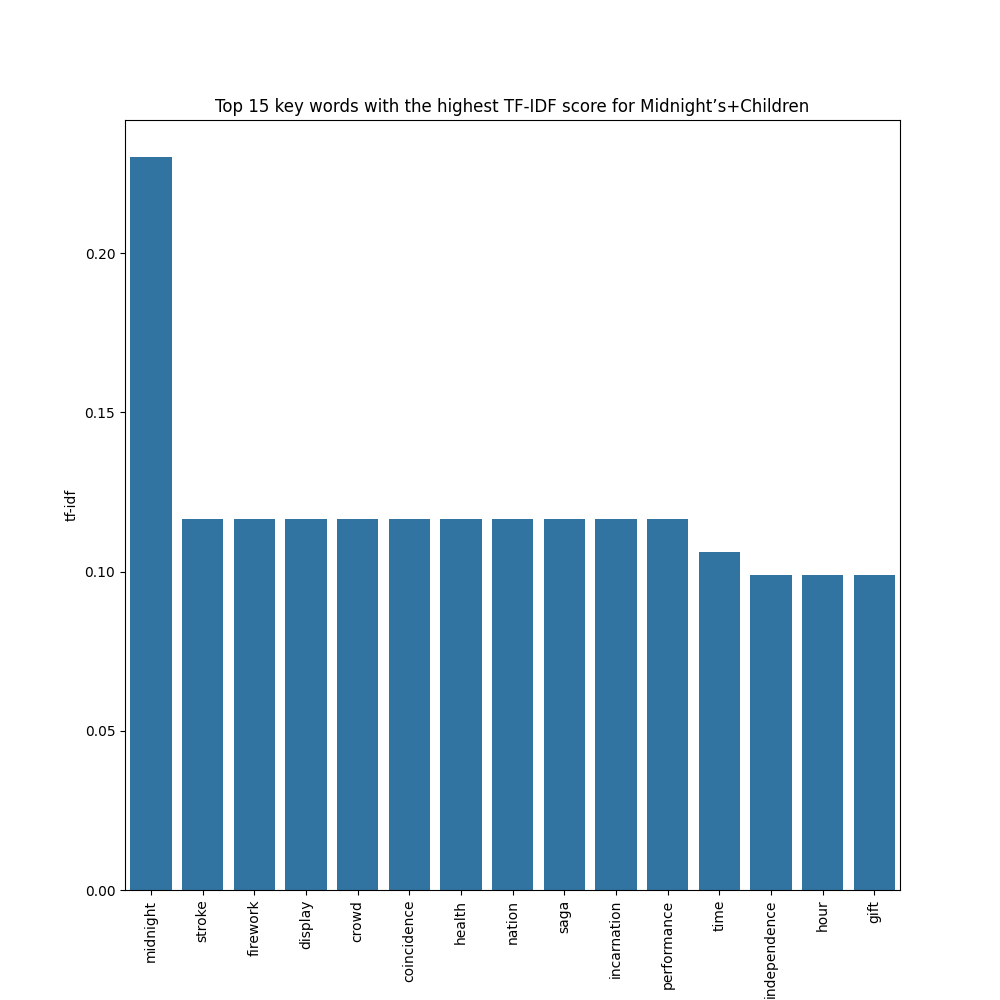 Top 15 key words with the highest TF-IDF score for Midnight’s+Children
tf-idf
0.20
0.15
0.10
0.05
0.00
midnight
stroke
firework
display
crowd
coincidence
health
nation
saga
incarnation
performance
time
independence
hour
gift